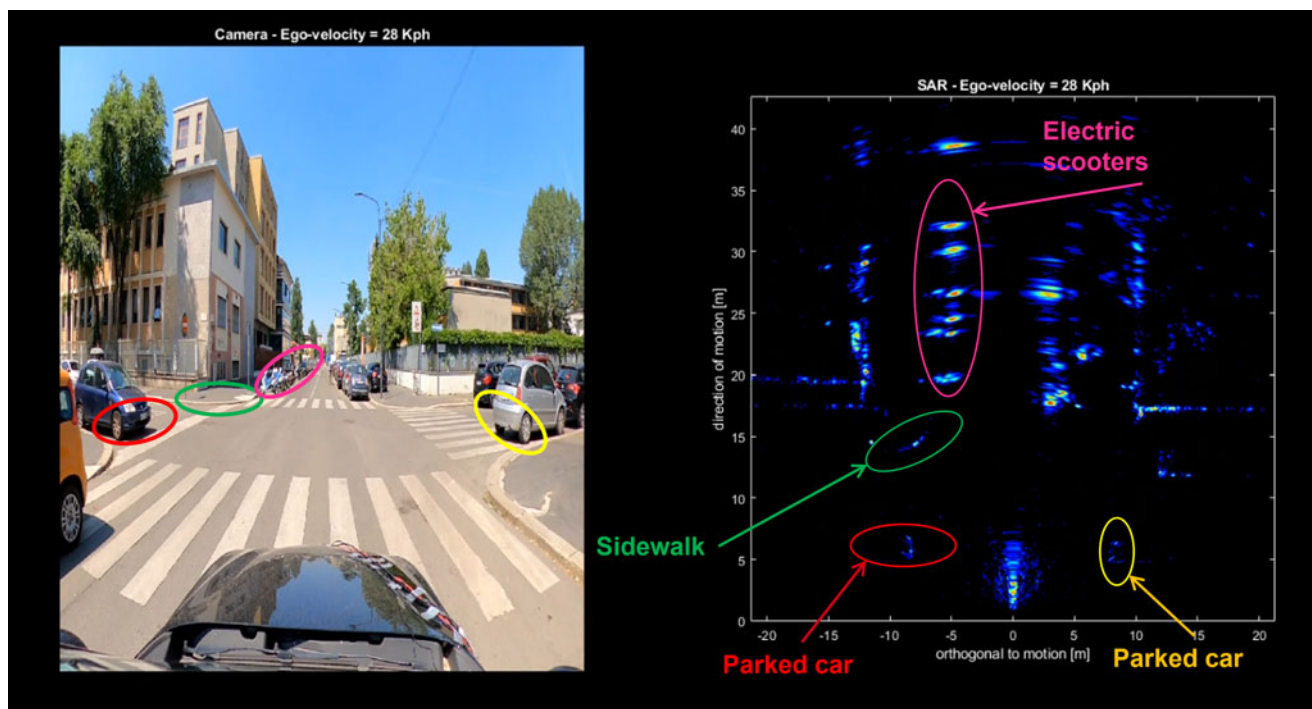 Camera - Ego-velocity = 28 Kph
SAR - Ego-velocity = 28 Kph
Electric
scooters
40
35
30
25
20
15
10
5
0
direction of motion [m]
-20
-15
-10
-5
0
5
10
15
20
orthogonal to motion [m]
Sidewalk
Parked car
Parked car